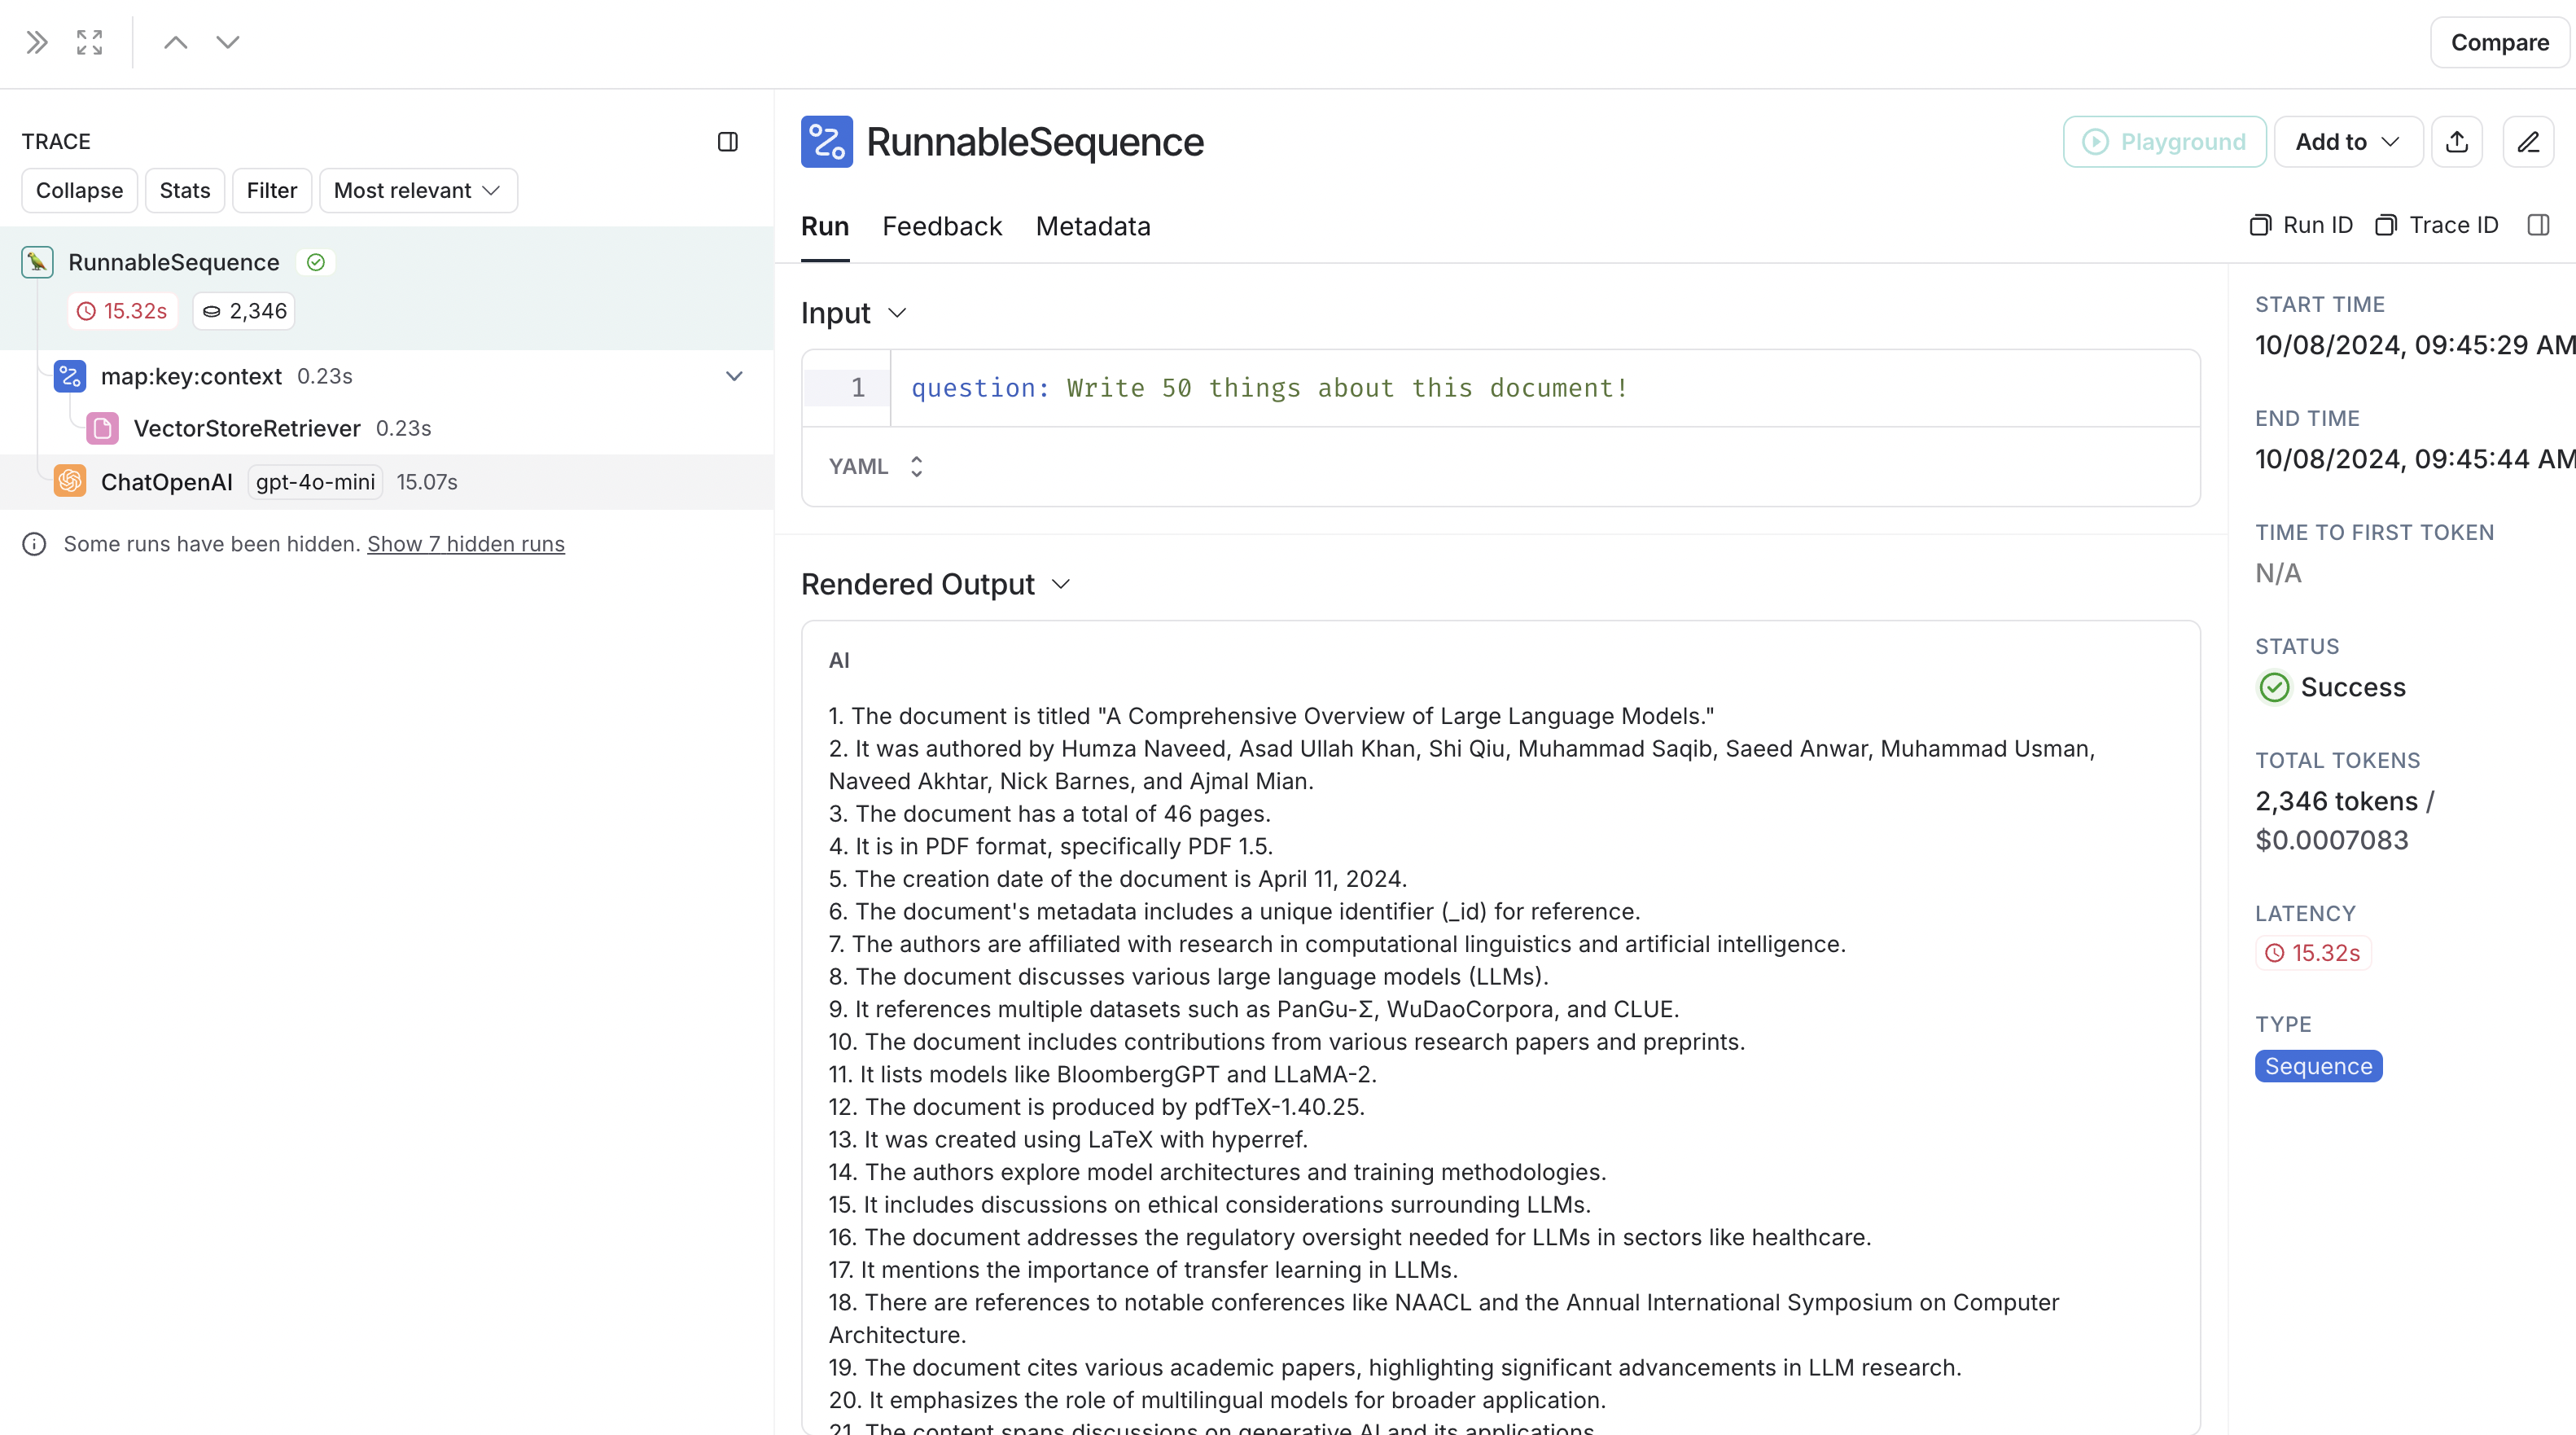 Compare
TRACE
Collapse Stats Filter Most relevant
RunnableSequence
15.32s 2,346
map:key:context 0.23s
VectorStoreRetriever 0.23s
ChatOpenAI gpt-4o-mini 15.07s
Some runs have been hidden. Show 7 hidden runs
RunnableSequence
Playground Add to
Run Feedback Metadata
Run ID Trace ID
Input
1 question: Write 50 things about this document!
YAML
Rendered Output
AI
1. The document is titled "A Comprehensive Overview of Large Language Models."
2. It was authored by Humza Naveed, Asad Ullah Khan, Shi Qiu, Muhammad Saqib, Saeed Anwar, Muhammad Usman,
Naveed Akhtar, Nick Barnes, and Ajmal Mian.
3. The document has a total of 46 pages.
4. It is in PDF format, specifically PDF 1.5.
5. The creation date of the document is April 11, 2024.
6. The document's metadata includes a unique identifier (_id) for reference.
7. The authors are affiliated with research in computational linguistics and artificial intelligence.
8. The document discusses various large language models (LLMs).
9. It references multiple datasets such as PanGu-Σ, WuDaoCorpora, and CLUE.
10. The document includes contributions from various research papers and preprints.
11. It lists models like BloombergGPT and LLaMA-2.
12. The document is produced by pdfTeX-1.40.25.
13. It was created using LaTeX with hyperref.
14. The authors explore model architectures and training methodologies.
15. It includes discussions on ethical considerations surrounding LLMs.
16. The document addresses the regulatory oversight needed for LLMs in sectors like healthcare.
17. It mentions the importance of transfer learning in LLMs.
18. There are references to notable conferences like NAACL and the Annual International Symposium on Computer
Architecture.
19. The document cites various academic papers, highlighting significant advancements in LLM research.
20. It emphasizes the role of multilingual models for broader application.
21. The content spans discussions on generative AI and its applications.
START TIME
10/08/2024, 09:45:29 AM
END TIME
10/08/2024, 09:45:44 AM
TIME TO FIRST TOKEN
N/A
STATUS
Success
TOTAL TOKENS
2,346 tokens /
$0.0007083
LATENCY
15.32s
TYPE
Sequence